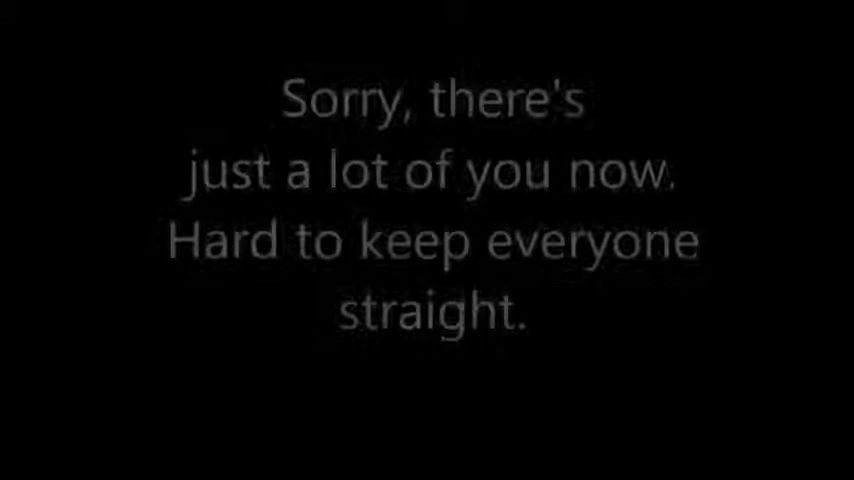 Sorry, there's
just a lot of you now.
Hard to keep everyone
straight.